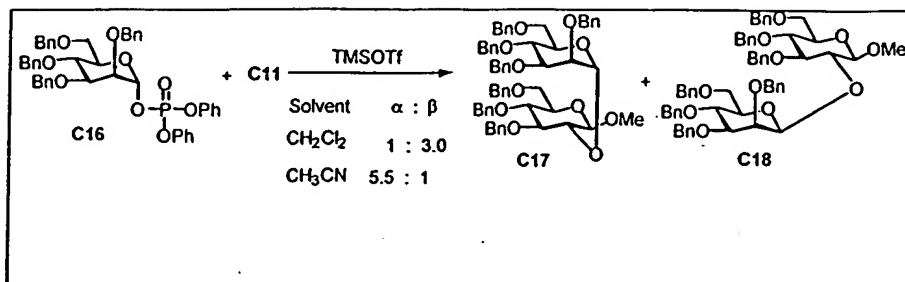 BnO OBn
BnO
BnO
O
O
O
P
OPh
OPh
C16
+ C11
TMSOTf
Solvent α : β
CH2Cl2 1 : 3.0
CH3CN 5.5 : 1
BnO OBn
BnO
BnO
O
BnO
BnO
BnO
O
OMe
O
C17
+
BnO
BnO
BnO
O
OMe
O
BnO OBn
BnO
BnO
O
C18